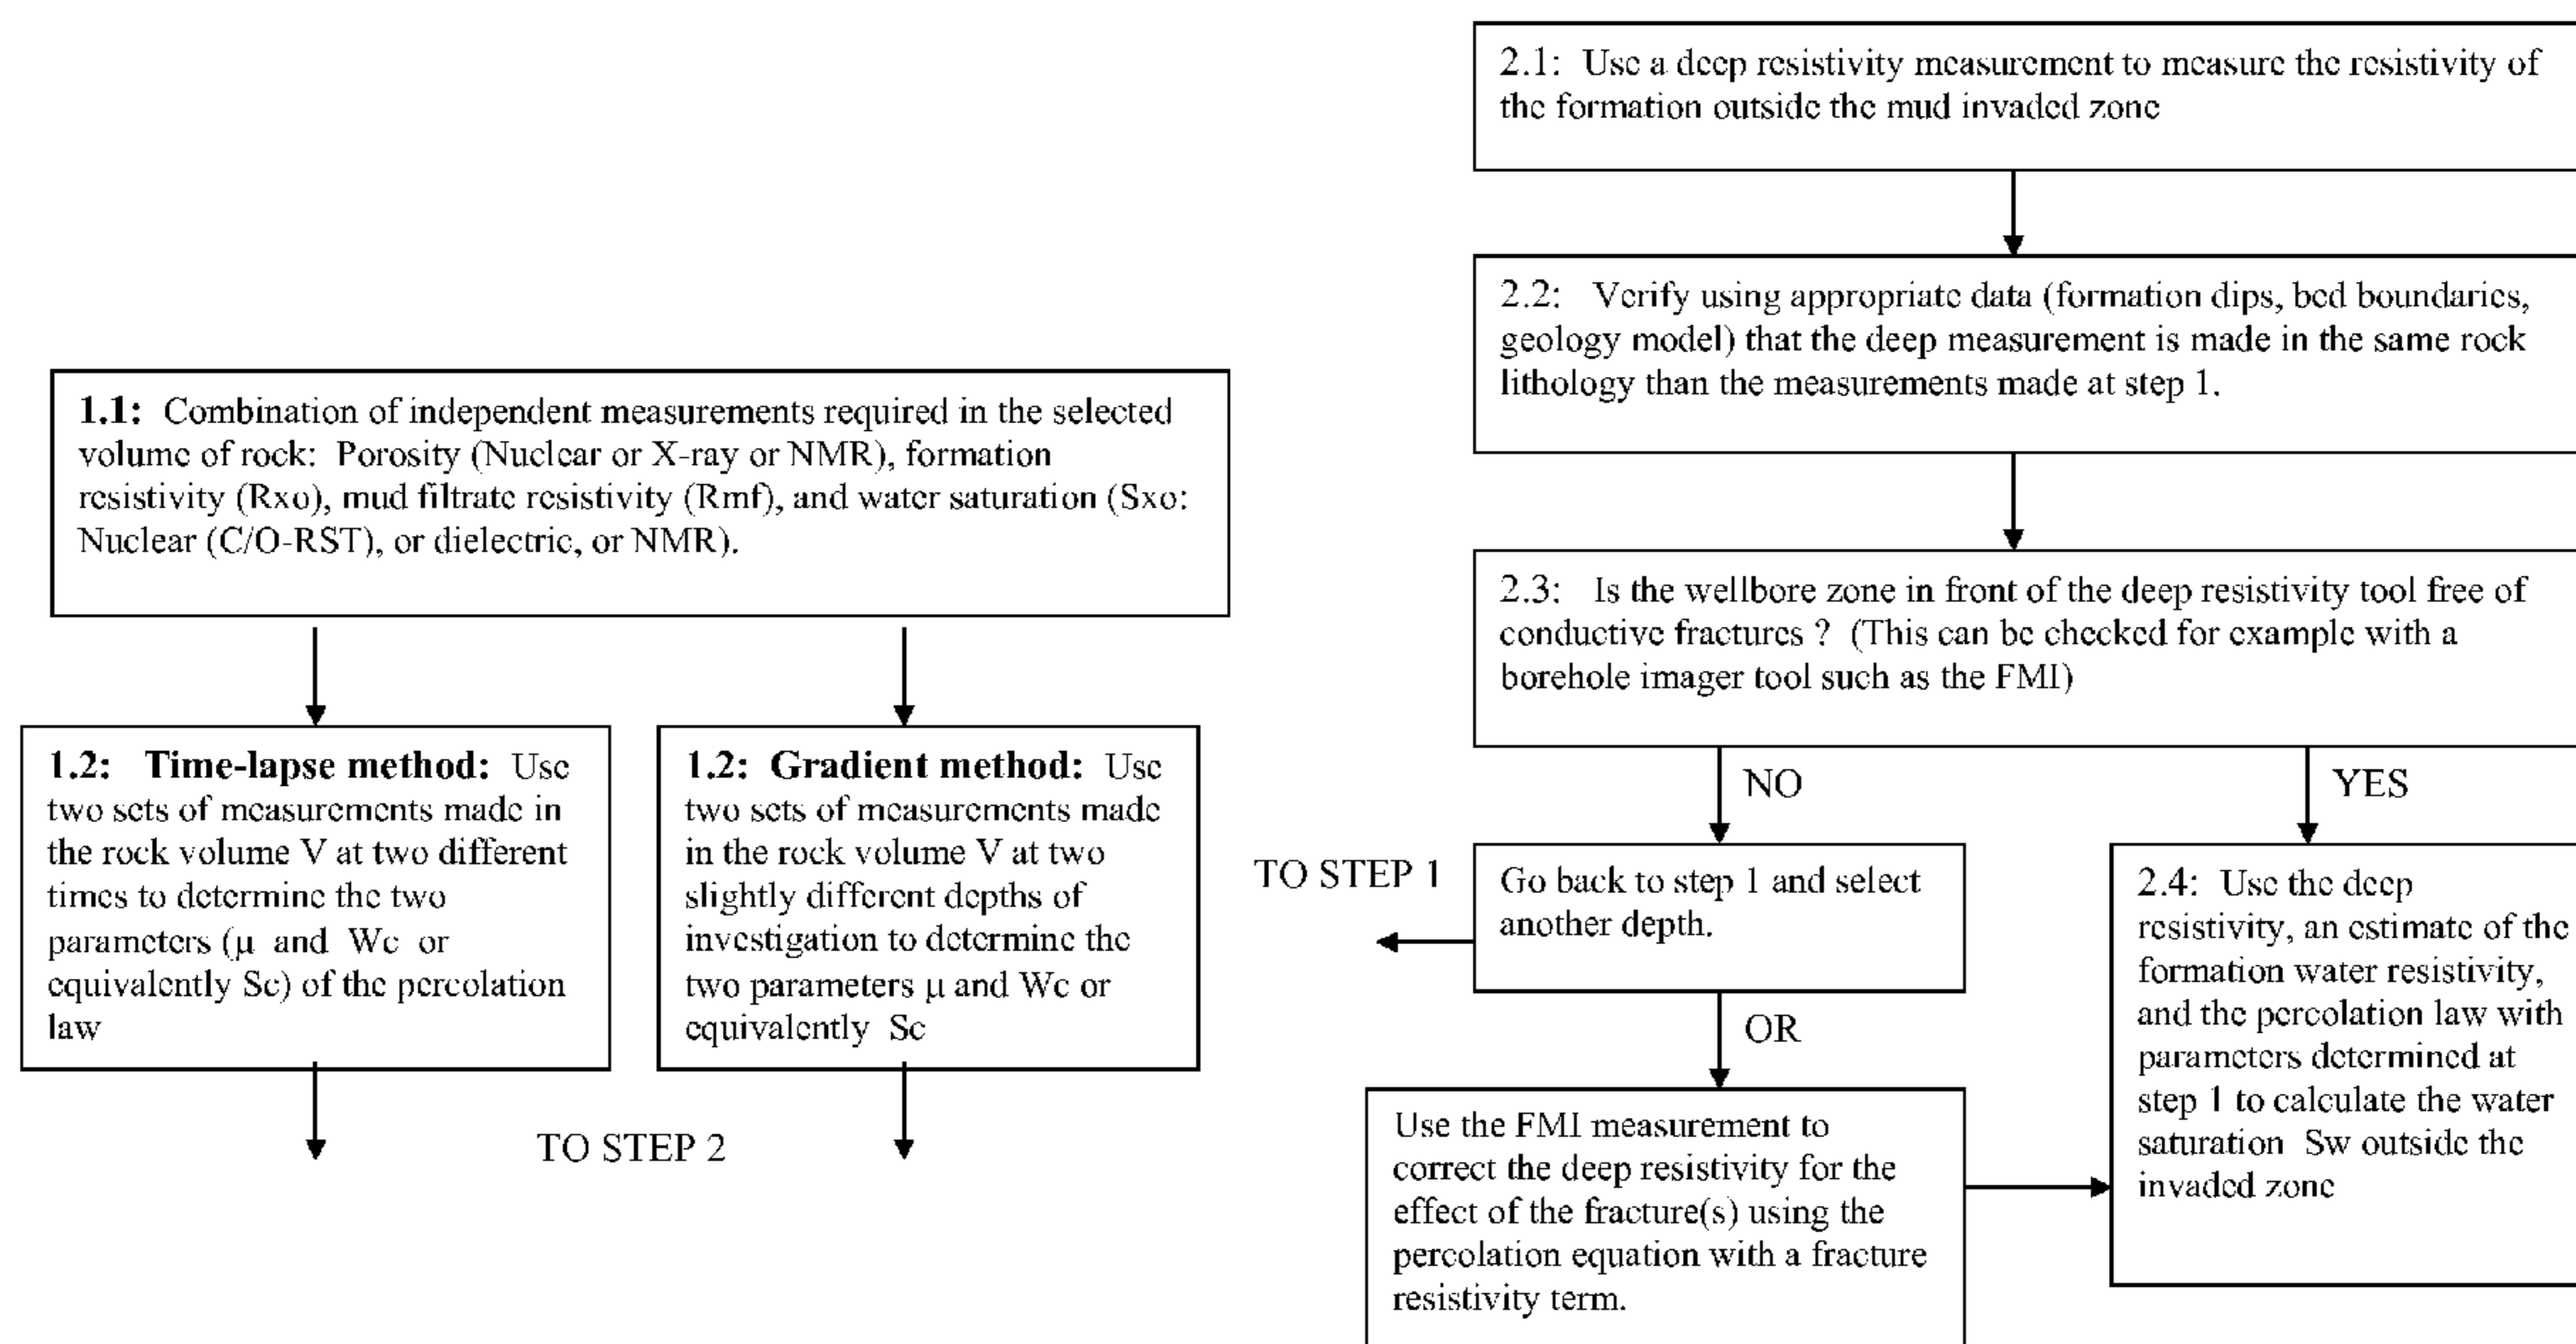 1.1: Combination of independent measurements required in the selected
volume of rock: Porosity (Nuclear or X-ray or NMR), formation
resistivity (Rxo), mud filtrate resistivity (Rmf), and water saturation (Sxo:
Nuclear (C/O-RST), or dielectric, or NMR).
1.2: Time-lapse method: Use
two sets of measurements made in
the rock volume V at two different
times to determine the two
parameters (μ and Wc or
equivalently Sc) of the percolation
law
1.2: Gradient method: Use
two sets of measurements made
in the rock volume V at two
slightly different depths of
investigation to determine the
two parameters μ and Wc or
equivalently Sc
TO STEP 2
2.1: Use a deep resistivity measurement to measure the resistivity of
the formation outside the mud invaded zone
2.2: Verify using appropriate data (formation dips, bed boundaries,
geology model) that the deep measurement is made in the same rock
lithology than the measurements made at step 1.
2.3: Is the wellbore zone in front of the deep resistivity tool free of
conductive fractures ? (This can be checked for example with a
borehole imager tool such as the FMI)
NO
YES
TO STEP 1
Go back to step 1 and select
another depth.
OR
Use the FMI measurement to
correct the deep resistivity for the
effect of the fracture(s) using the
percolation equation with a fracture
resistivity term.
2.4: Use the deep
resistivity, an estimate of the
formation water resistivity,
and the percolation law with
parameters determined at
step 1 to calculate the water
saturation Sw outside the
invaded zone